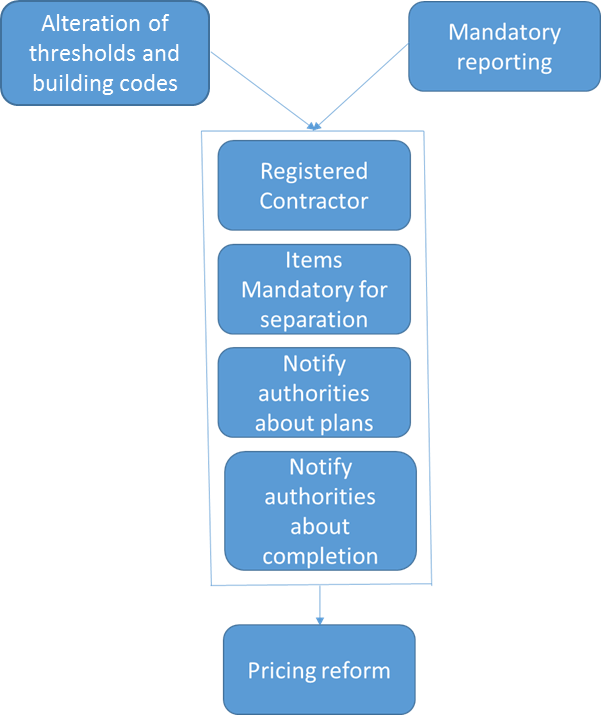 Alteration of
thresholds and
building codes
Mandatory
reporting
Registered
Contractor
Items
Mandatory for
separation
Notify
authorities
about plans
Notify
authorities
about
completion
Pricing reform